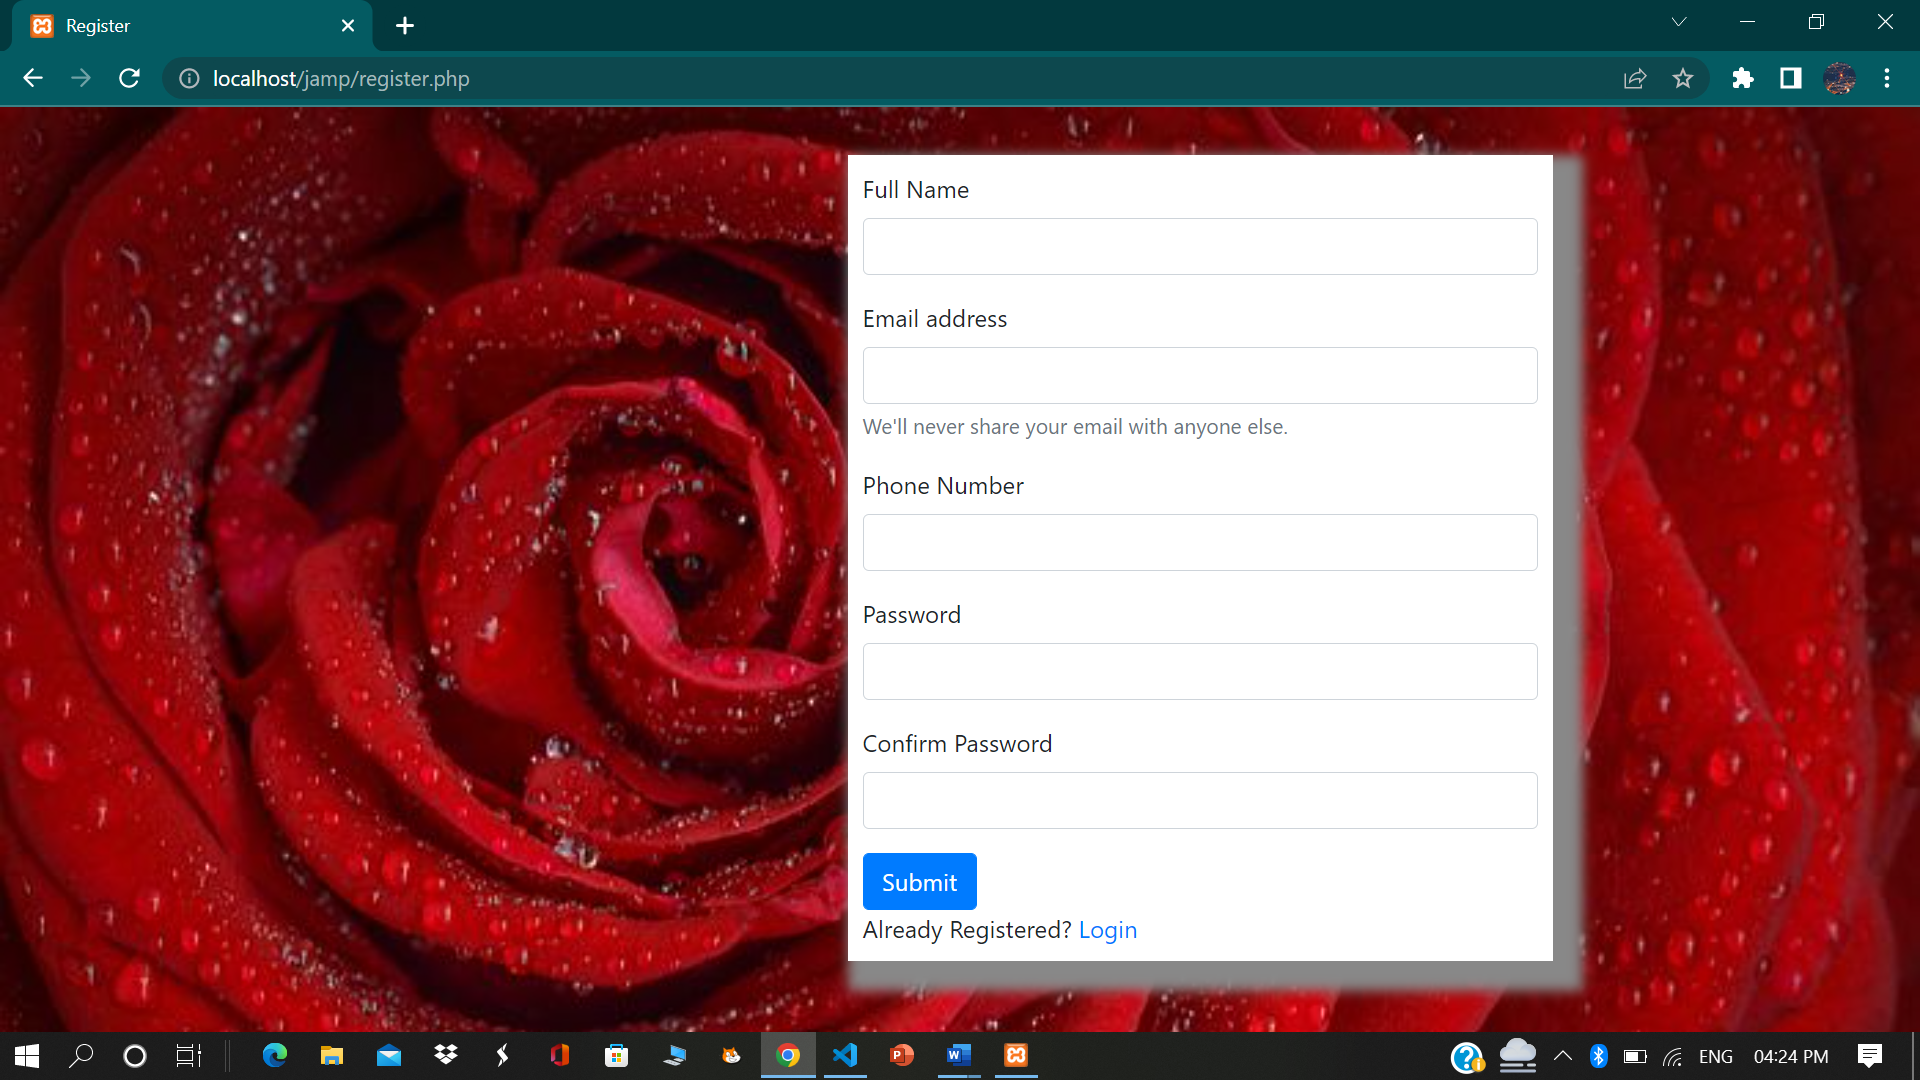 Register
localhost/jamp/register.php
Full Name
Email address
We'll never share your email with anyone else.
Phone Number
Password
Confirm Password
Submit
Already Registered? Login
ENG 04:24 PM